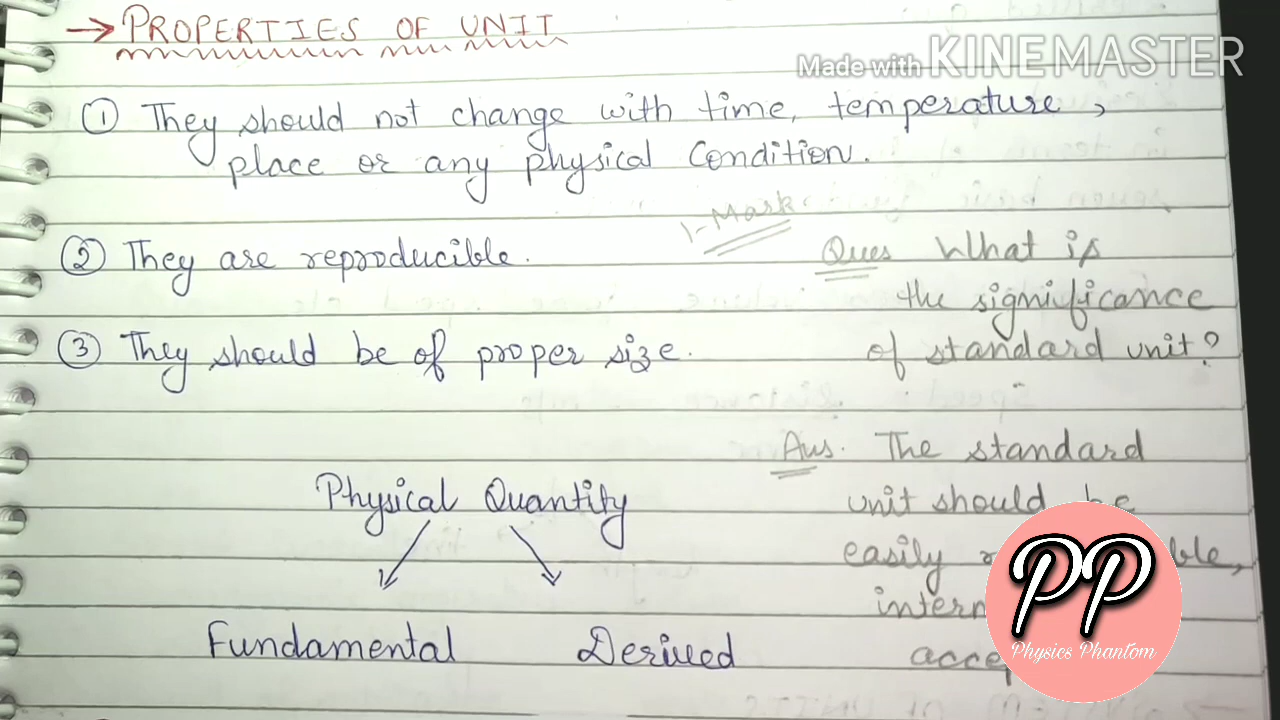 → PROPERTIES OF UNIT
Made with KINEMASTER
① They should not change with time, temperature,
place or any physical Condition.
1-Mark
② They are reproducible.
Ques What is
the significance
of standard unit?
③ They should be of proper size.
Ans. The standard
unit should be
easily
Physical Quantity
Fundamental Derived
PP
Physics Phantom